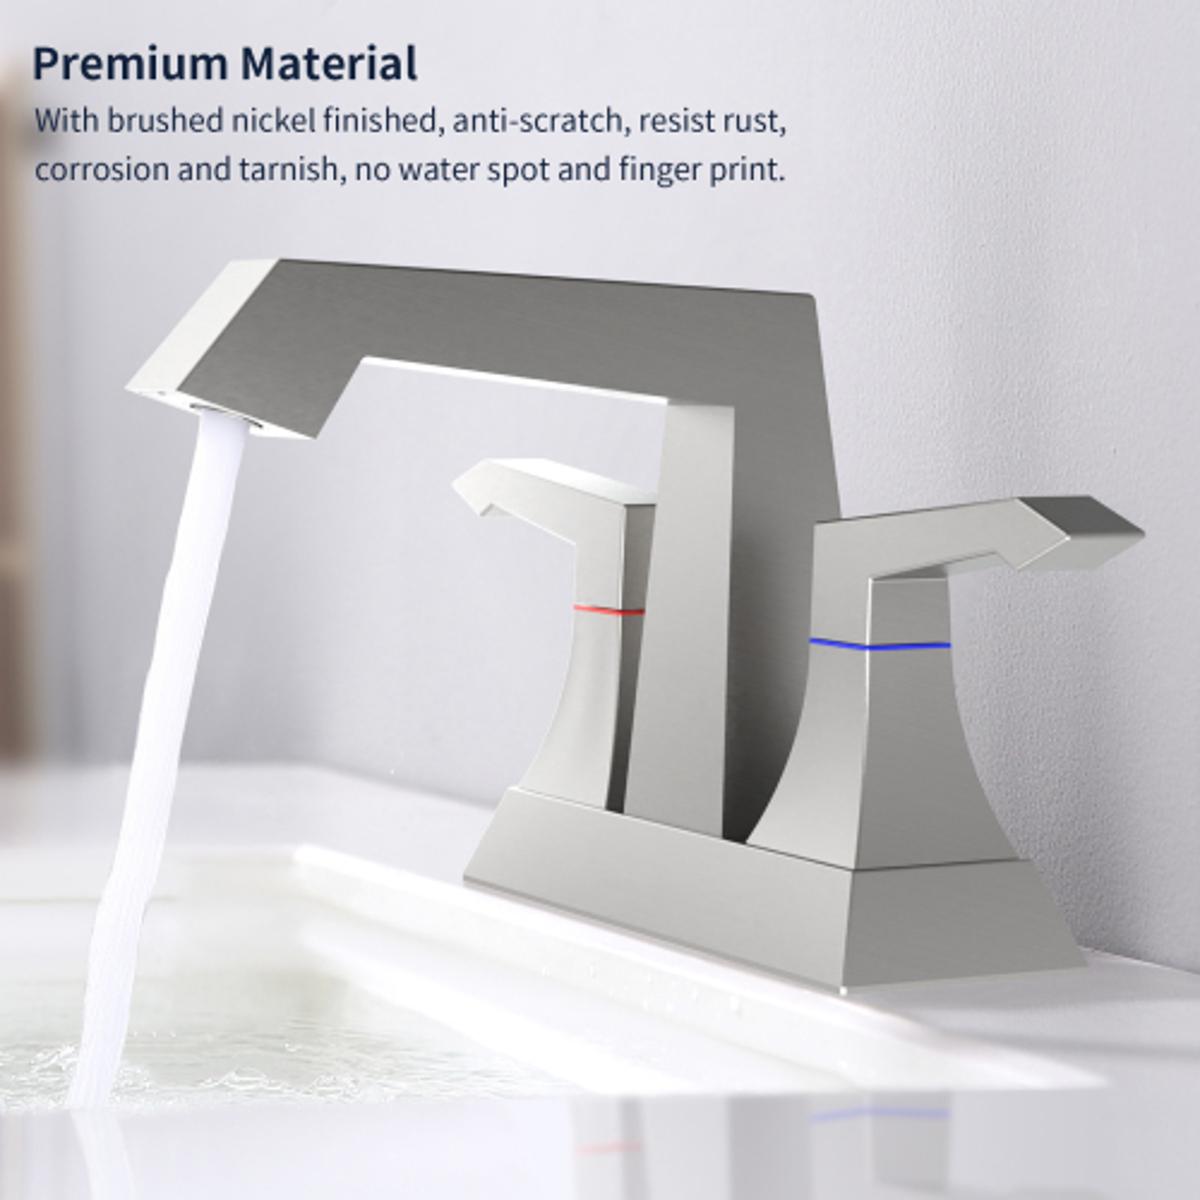 Premium Material
With brushed nickel finished, anti-scratch, resist rust,
corrosion and tarnish, no water spot and finger print.